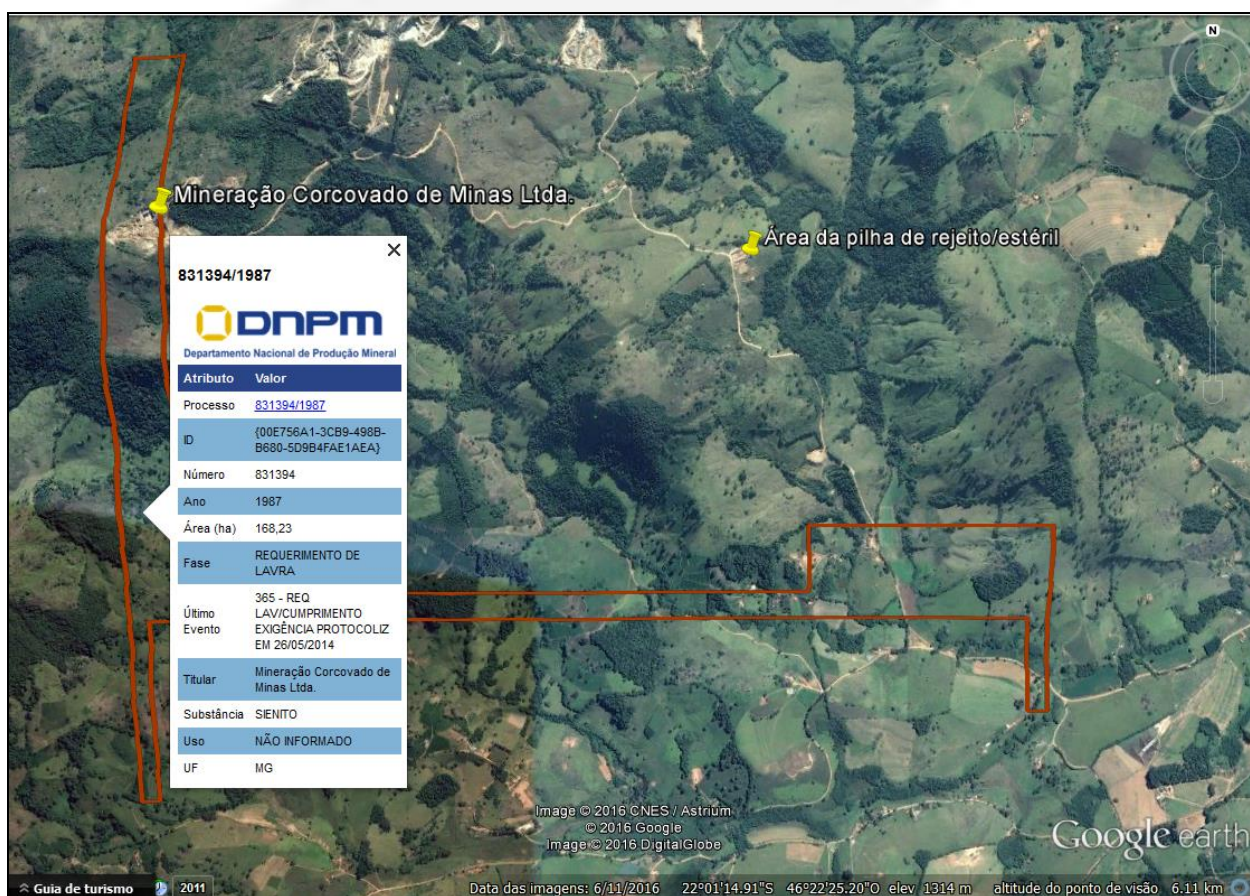 N
Mineração Corcovado de Minas Ltda.
Área da pilha de rejeito/estéril
831394/1987
DNPM
Departamento Nacional de Produção Mineral
Atributo Valor
Processo 831394/1987
ID {00E756A1-3CB9-498B-
B680-5D9B4FAE1AEA}
Número 831394
Ano 1987
Área (ha) 168,23
Fase REQUERIMENTO DE
LAVRA
Último Evento 365 - REQ
LAV/CUMPRIMENTO
EXIGÊNCIA PROTOCOLIZ
EM 26/05/2014
Titular Mineração Corcovado de
Minas Ltda.
Substância SIENITO
Uso NÃO INFORMADO
UF MG
Image © 2016 CNES / Astrium
© 2016 Google
Image © 2016 DigitalGlobe
Google earth
Guia de turismo 2011
Data das imagens: 6/11/2016 22°01'14.91"S 46°22'25.20"O elev 1314 m altitude do ponto de visão 6.11 km